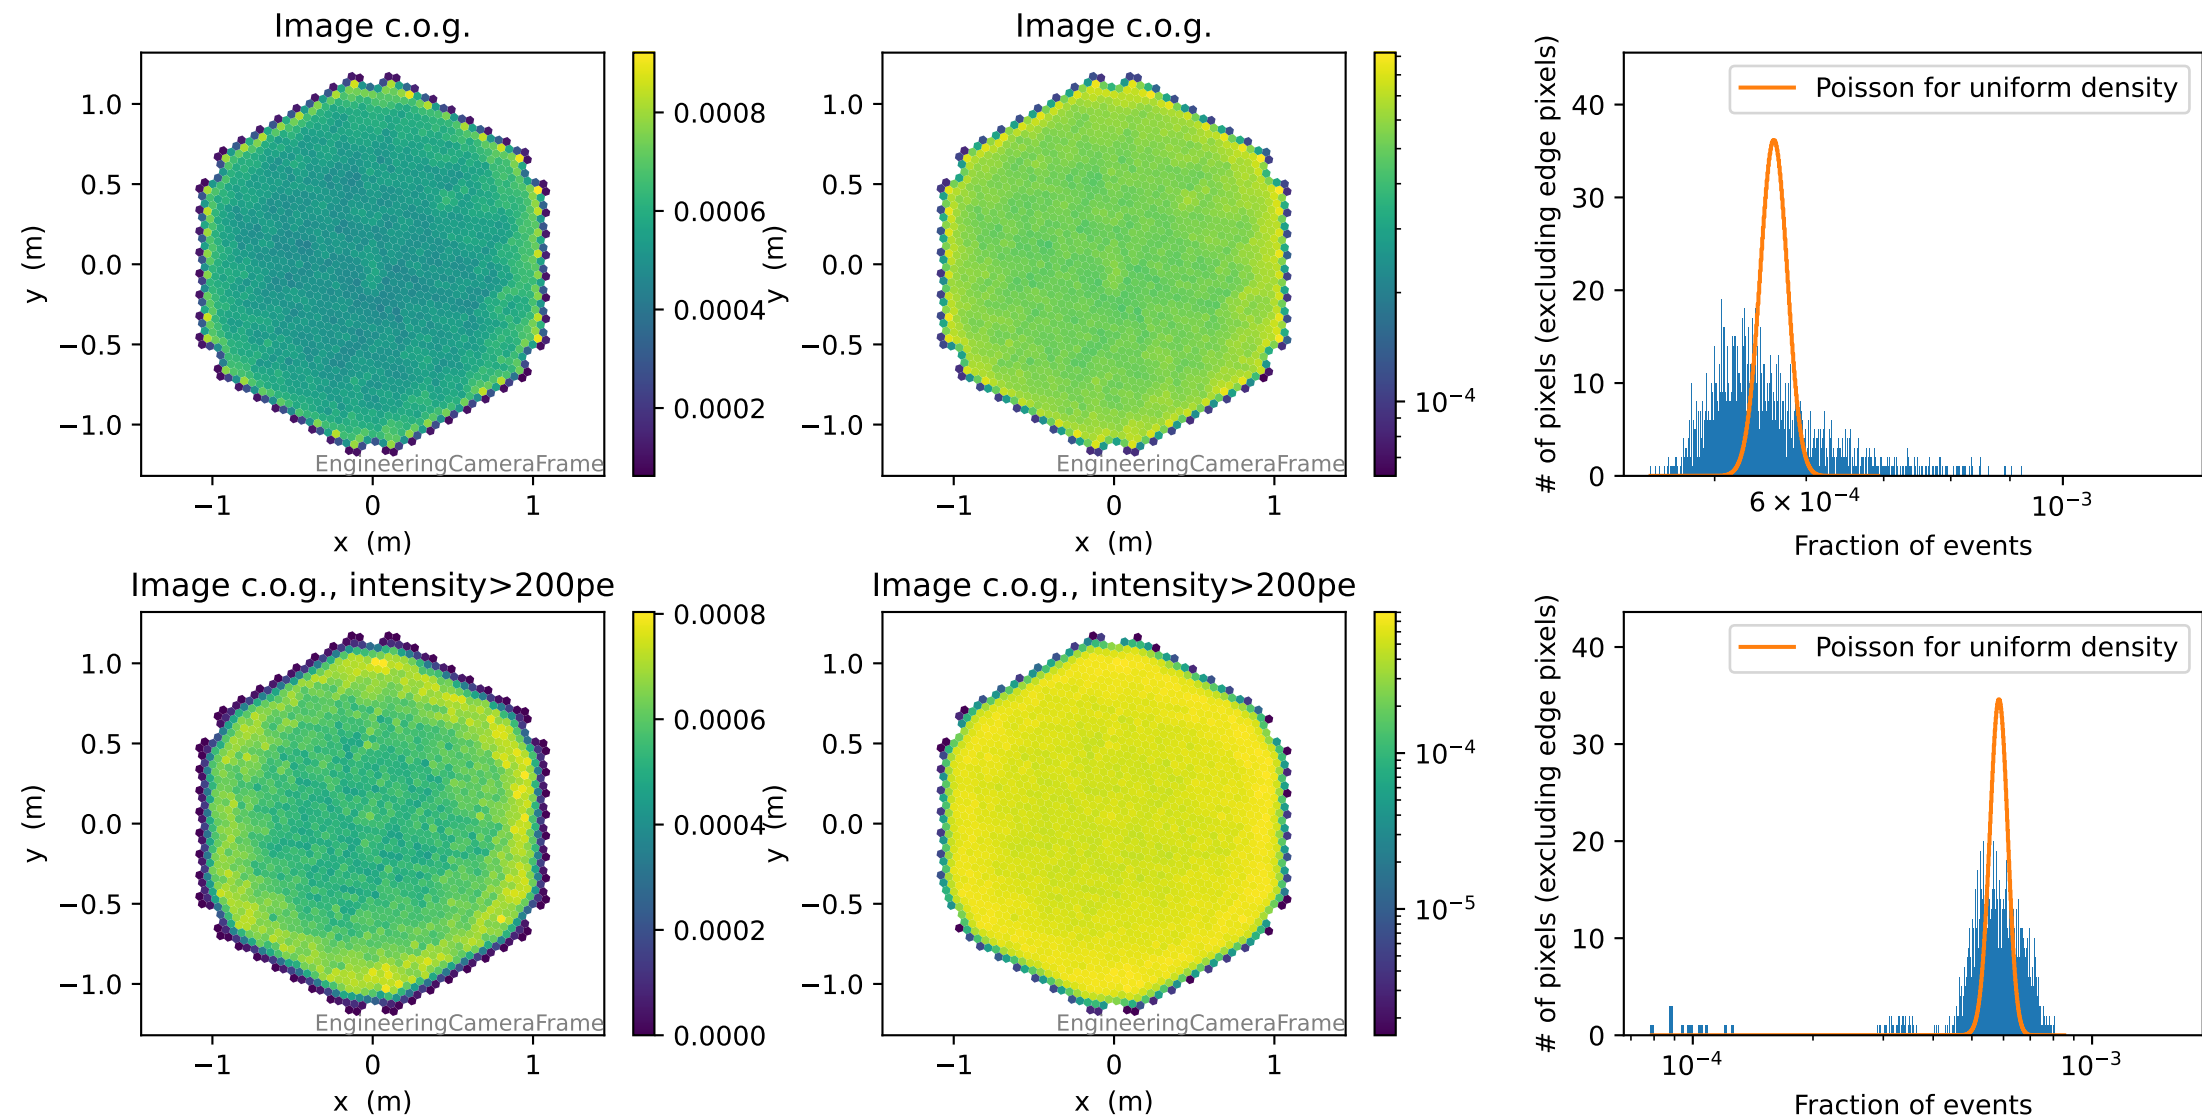 Image c.o.g.
y (m)
1.0
0.5
0.0
−0.5
−1.0
EngineeringCameraFrame
−1 0 1
x (m)
0.0008
0.0006
0.0004
0.0002
Image c.o.g.
y (m)
1.0
0.5
0.0
−0.5
−1.0
EngineeringCameraFrame
−1 0 1
x (m)
10⁻⁴
# of pixels (excluding edge pixels)
40
30
20
10
0
Poisson for uniform density
6 × 10⁻⁴ 10⁻³
Fraction of events
Image c.o.g., intensity>200pe
y (m)
1.0
0.5
0.0
−0.5
−1.0
EngineeringCameraFrame
−1 0 1
x (m)
0.0008
0.0006
0.0004
0.0002
0.0000
Image c.o.g., intensity>200pe
y (m)
1.0
0.5
0.0
−0.5
−1.0
EngineeringCameraFrame
−1 0 1
x (m)
10⁻⁴
10⁻⁵
# of pixels (excluding edge pixels)
40
30
20
10
0
Poisson for uniform density
10⁻⁴ 10⁻³
Fraction of events